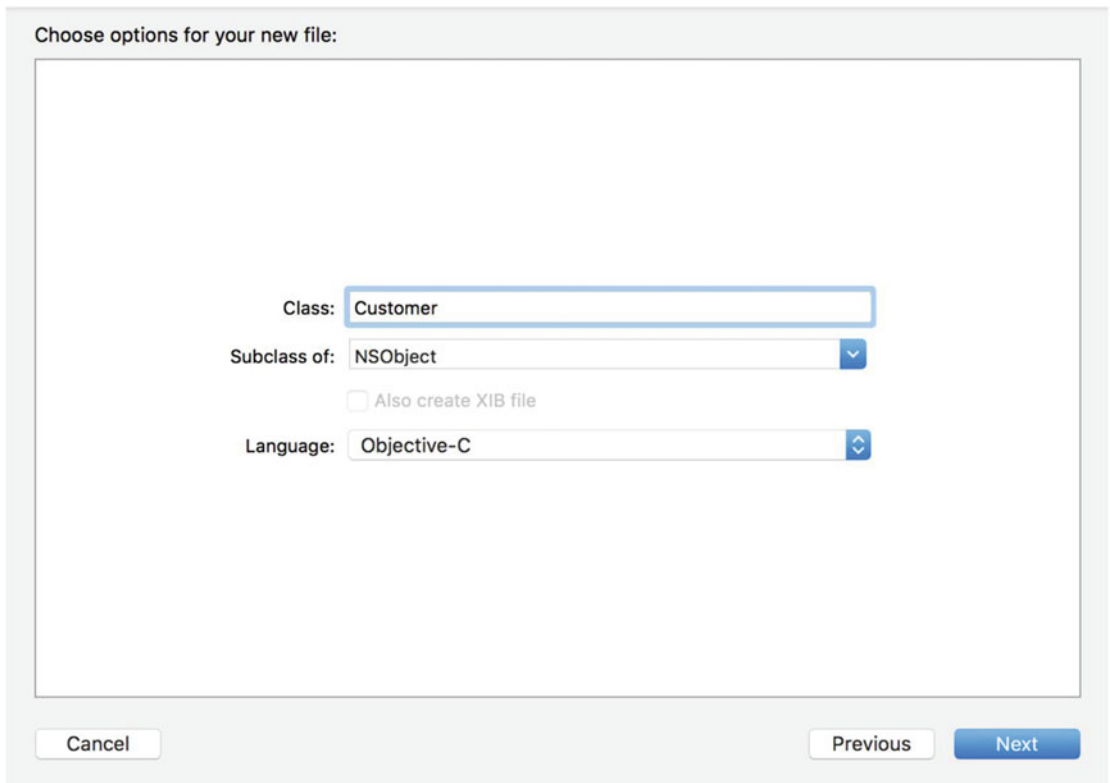 Choose options for your new file:
Class: Customer
Subclass of: NSObject
Also create XIB file
Language: Objective-C
Cancel Previous Next